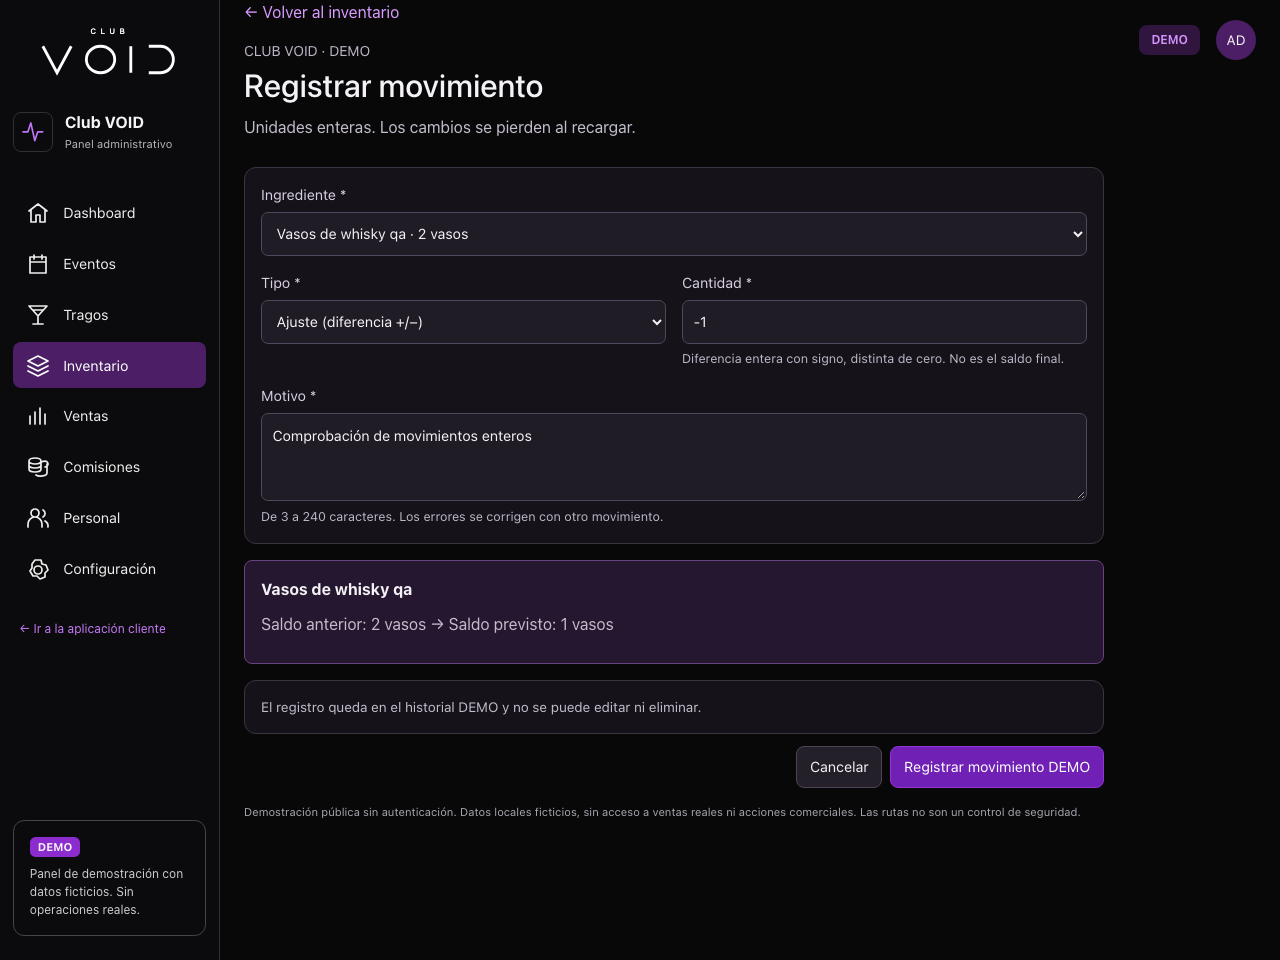 CLUB
VOID
Club VOID
Panel administrativo
Dashboard
Eventos
Tragos
Inventario
Ventas
Comisiones
Personal
Configuración
← Ir a la aplicación cliente
DEMO
Panel de demostración con
datos ficticios. Sin
operaciones reales.
← Volver al inventario
CLUB VOID · DEMO
Registrar movimiento
Unidades enteras. Los cambios se pierden al recargar.
DEMO
AD
Ingrediente *
Vasos de whisky qa · 2 vasos
Tipo *
Ajuste (diferencia +/−)
Cantidad *
-1
Diferencia entera con signo, distinta de cero. No es el saldo final.
Motivo *
Comprobación de movimientos enteros
De 3 a 240 caracteres. Los errores se corrigen con otro movimiento.
Vasos de whisky qa
Saldo anterior: 2 vasos → Saldo previsto: 1 vasos
El registro queda en el historial DEMO y no se puede editar ni eliminar.
Cancelar
Registrar movimiento DEMO
Demostración pública sin autenticación. Datos locales ficticios, sin acceso a ventas reales ni acciones comerciales. Las rutas no son un control de seguridad.